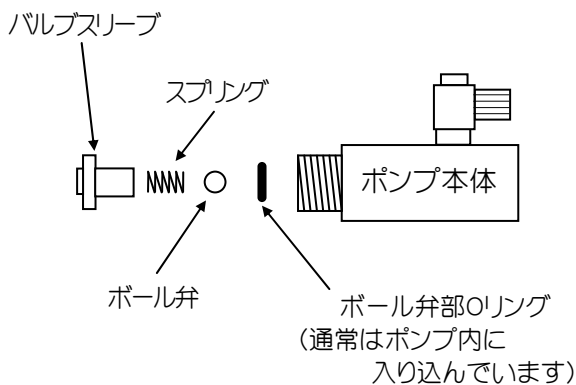 バルブスリーブ
スプリング
ポンプ本体
ボール弁
ボール弁部Oリング
（通常はポンプ内に
入り込んでいます）